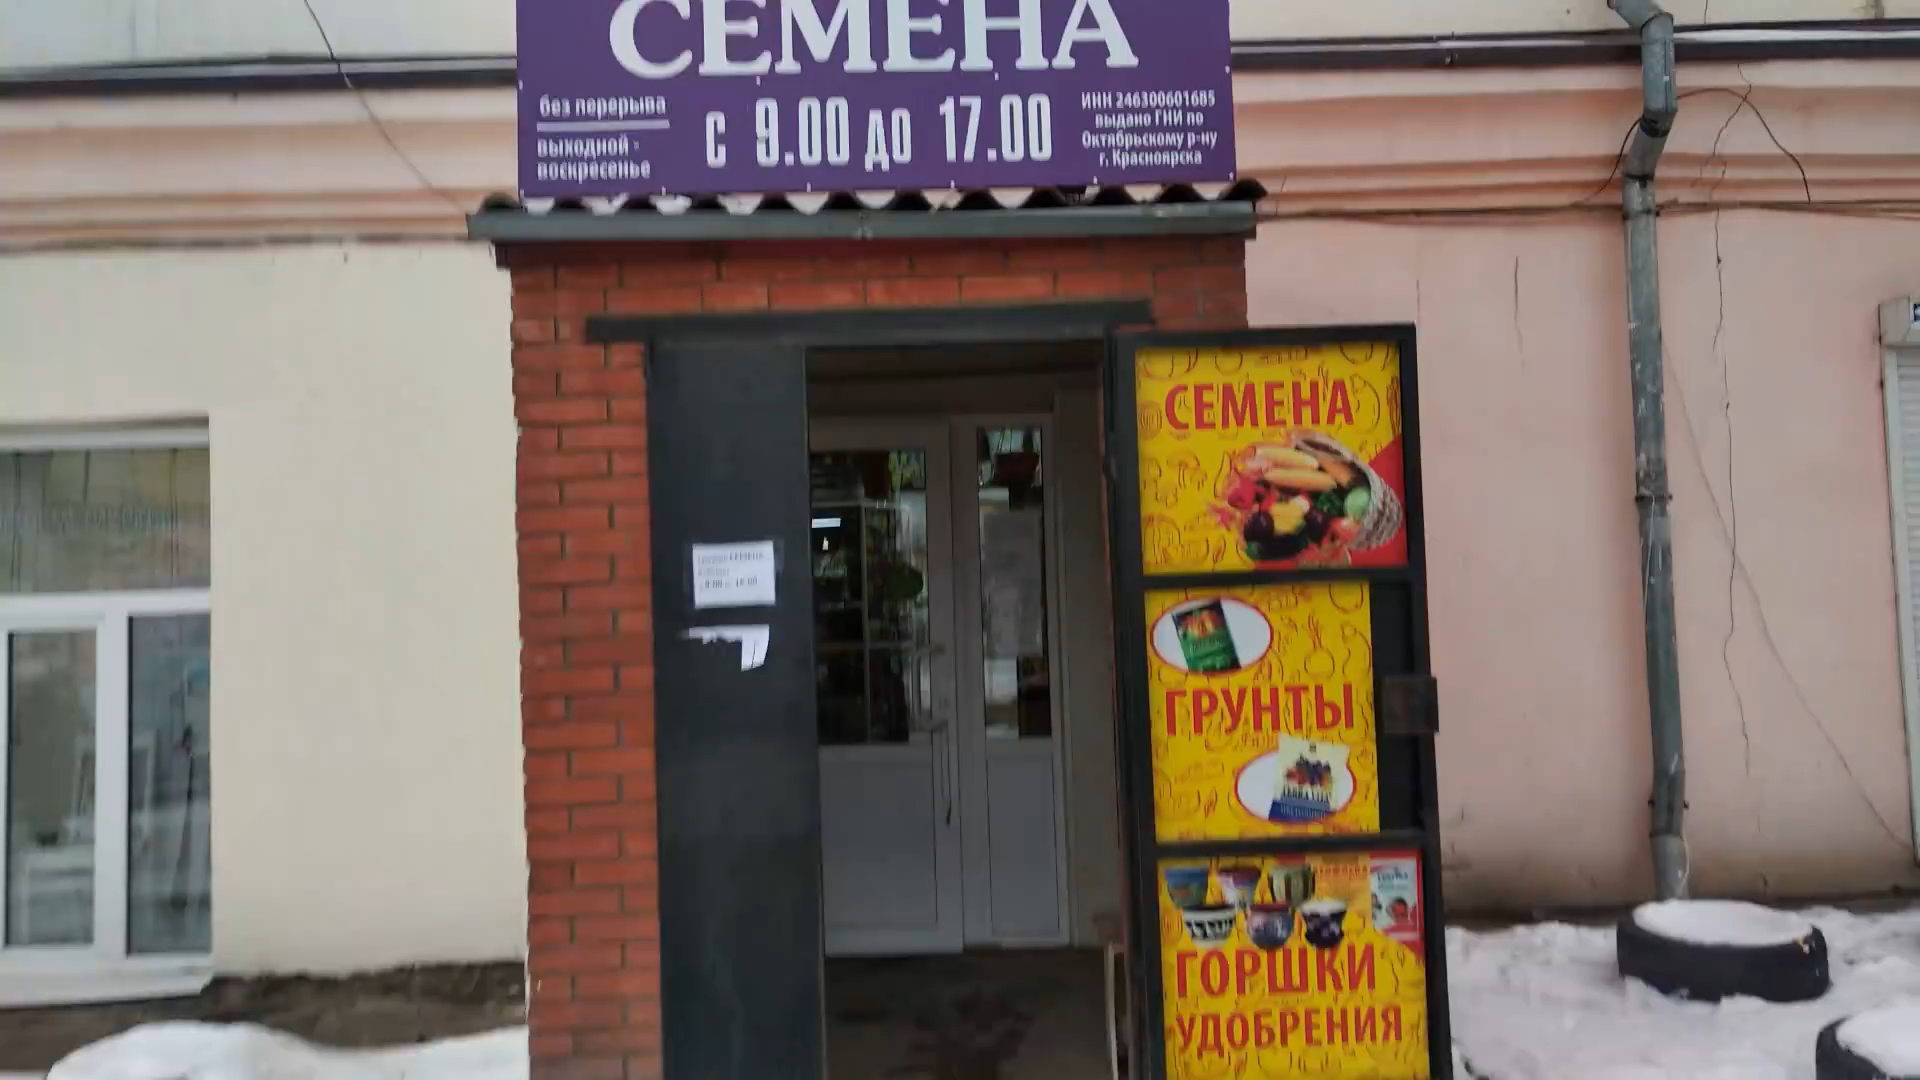 СЕМЕНА
без перерыва
выходной -
воскресенье
С 9.00 ДО 17.00
ИНН 246300601685
выдано ГНИ по
Октябрьскому р-ну
г. Красноярска
СЕМЕНА
СЕМЕНА
ГРУНТЫ
ГОРШКИ
УДОБРЕНИЯ